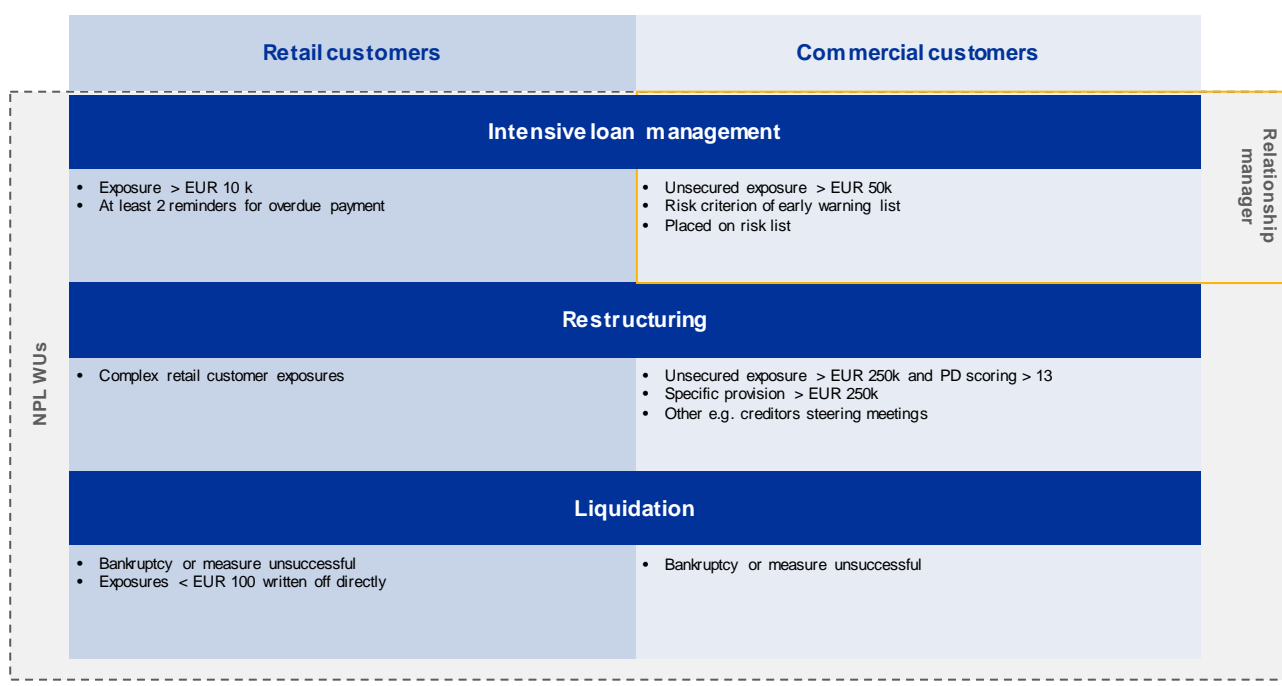 Retail customers
Commercial customers
Intensive loan management
Relationship
manager
• Exposure > EUR 10 k
• At least 2 reminders for overdue payment
• Unsecured exposure > EUR 50k
• Risk criterion of early warning list
• Placed on risk list
Restructuring
NPL WUs
• Complex retail customer exposures
• Unsecured exposure > EUR 250k and PD scoring > 13
• Specific provision > EUR 250k
• Other e.g. creditors steering meetings
Liquidation
• Bankruptcy or measure unsuccessful
• Exposures < EUR 100 written off directly
• Bankruptcy or measure unsuccessful